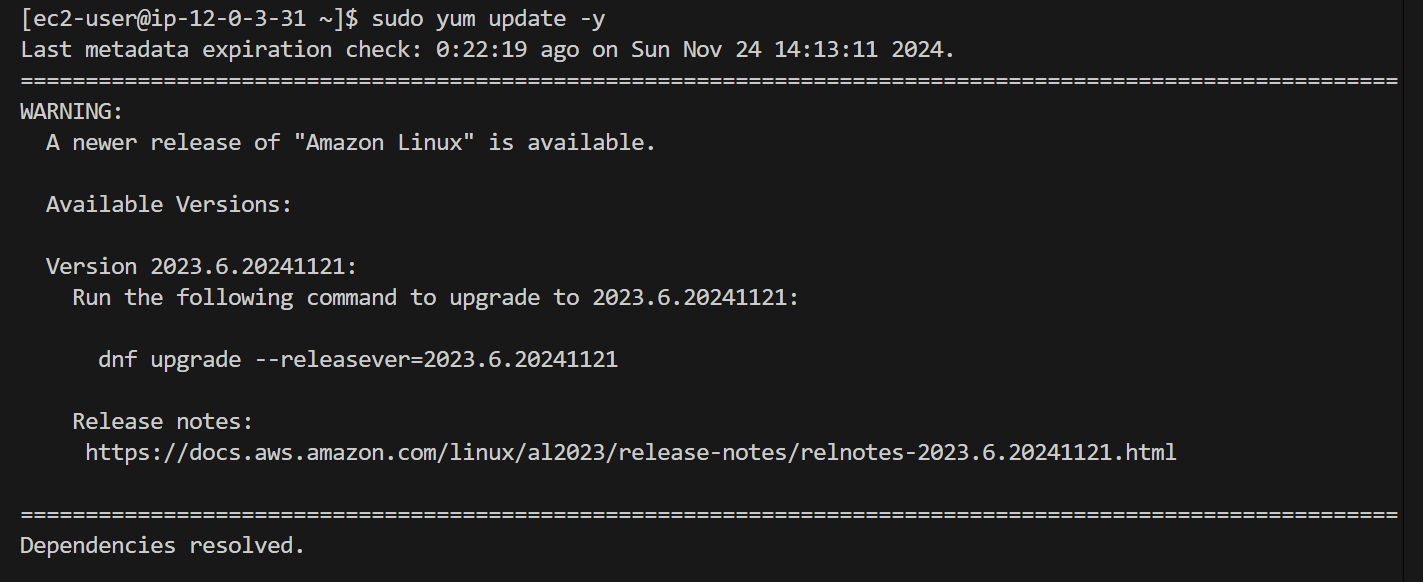 [ec2-user@ip-12-0-3-31 ~]$ sudo yum update -y
Last metadata expiration check: 0:22:19 ago on Sun Nov 24 14:13:11 2024.
==========================================================================================================
WARNING:
  A newer release of "Amazon Linux" is available.

  Available Versions:

  Version 2023.6.20241121:
    Run the following command to upgrade to 2023.6.20241121:

      dnf upgrade --releasever=2023.6.20241121

    Release notes:
     https://docs.aws.amazon.com/linux/al2023/release-notes/relnotes-2023.6.20241121.html

==========================================================================================================
Dependencies resolved.